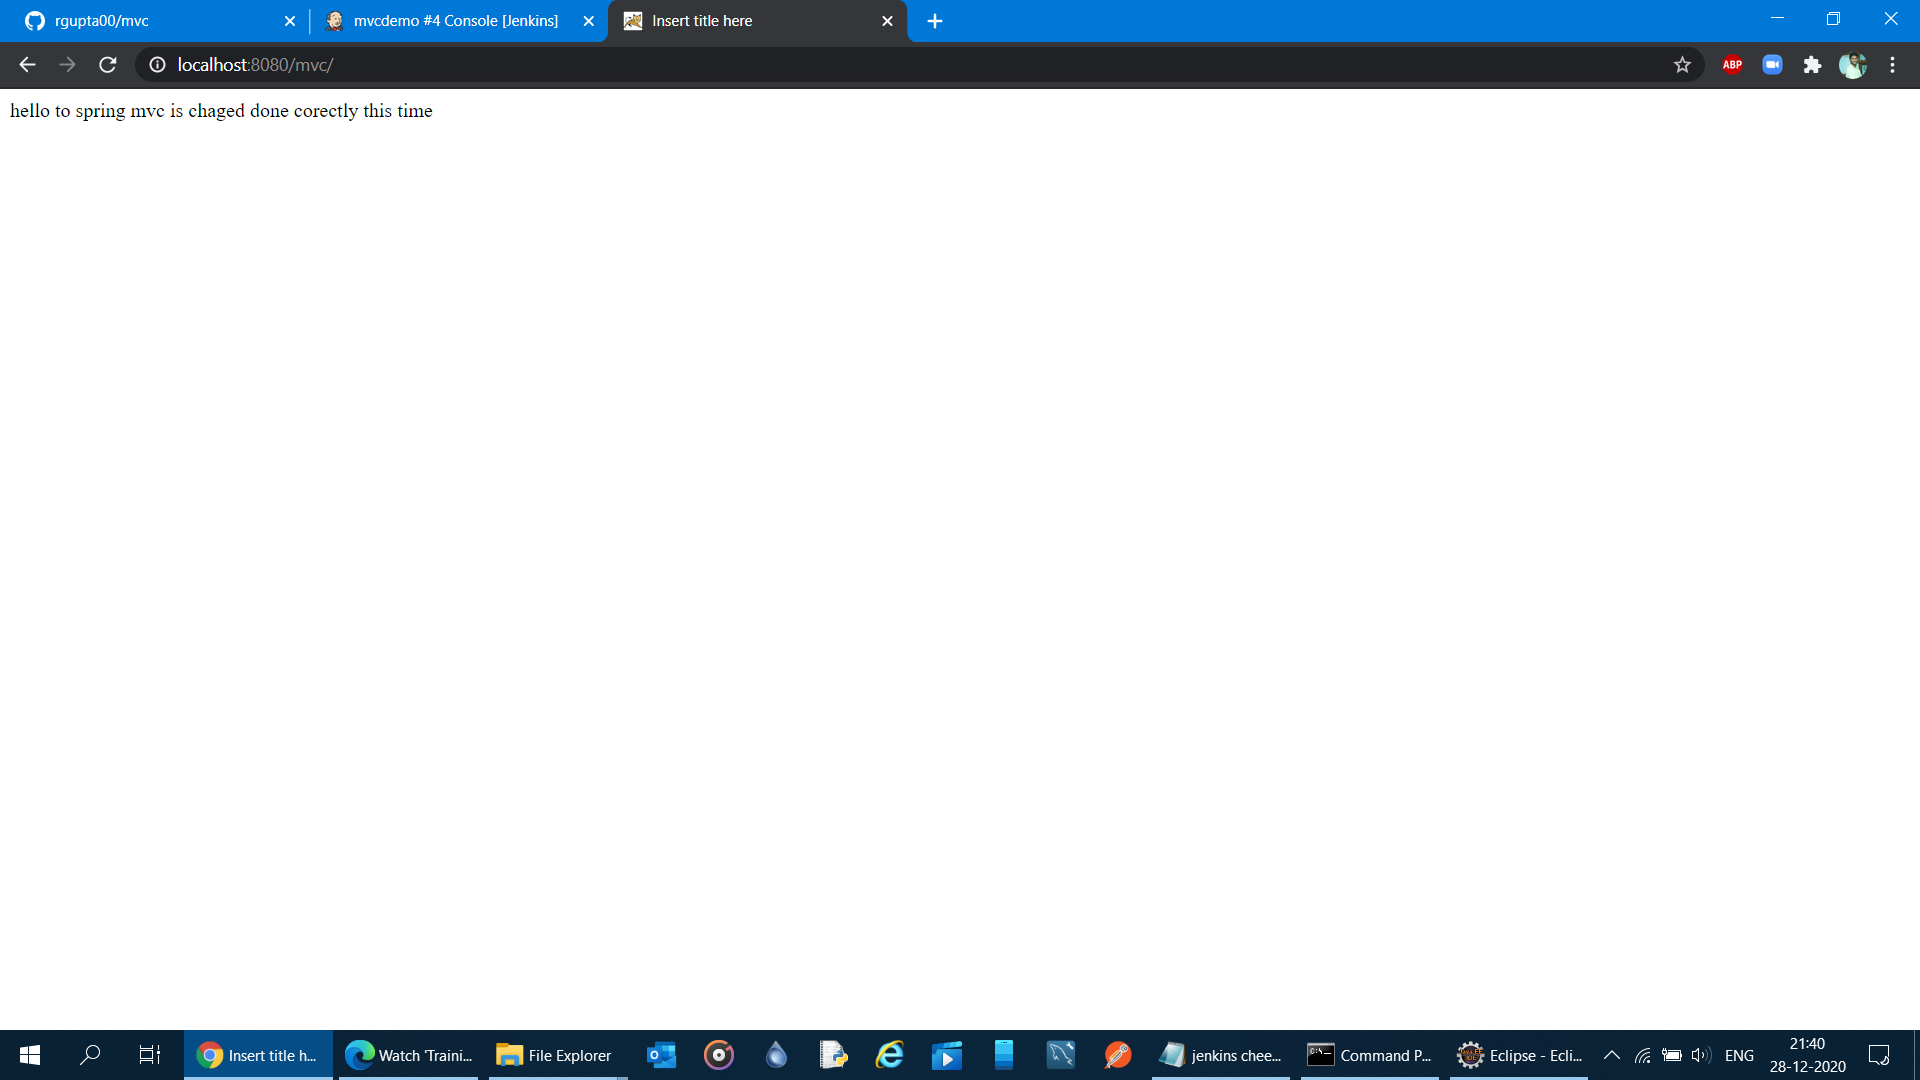 rgupta00/mvc
mvcdemo #4 Console [Jenkins]
Insert title here
localhost:8080/mvc/
ABP
hello to spring mvc is chaged done corectly this time
Insert title h...
Watch 'Traini...
File Explorer
jenkins chee...
Command P...
Eclipse - Ecli...
ENG
21:40
28-12-2020